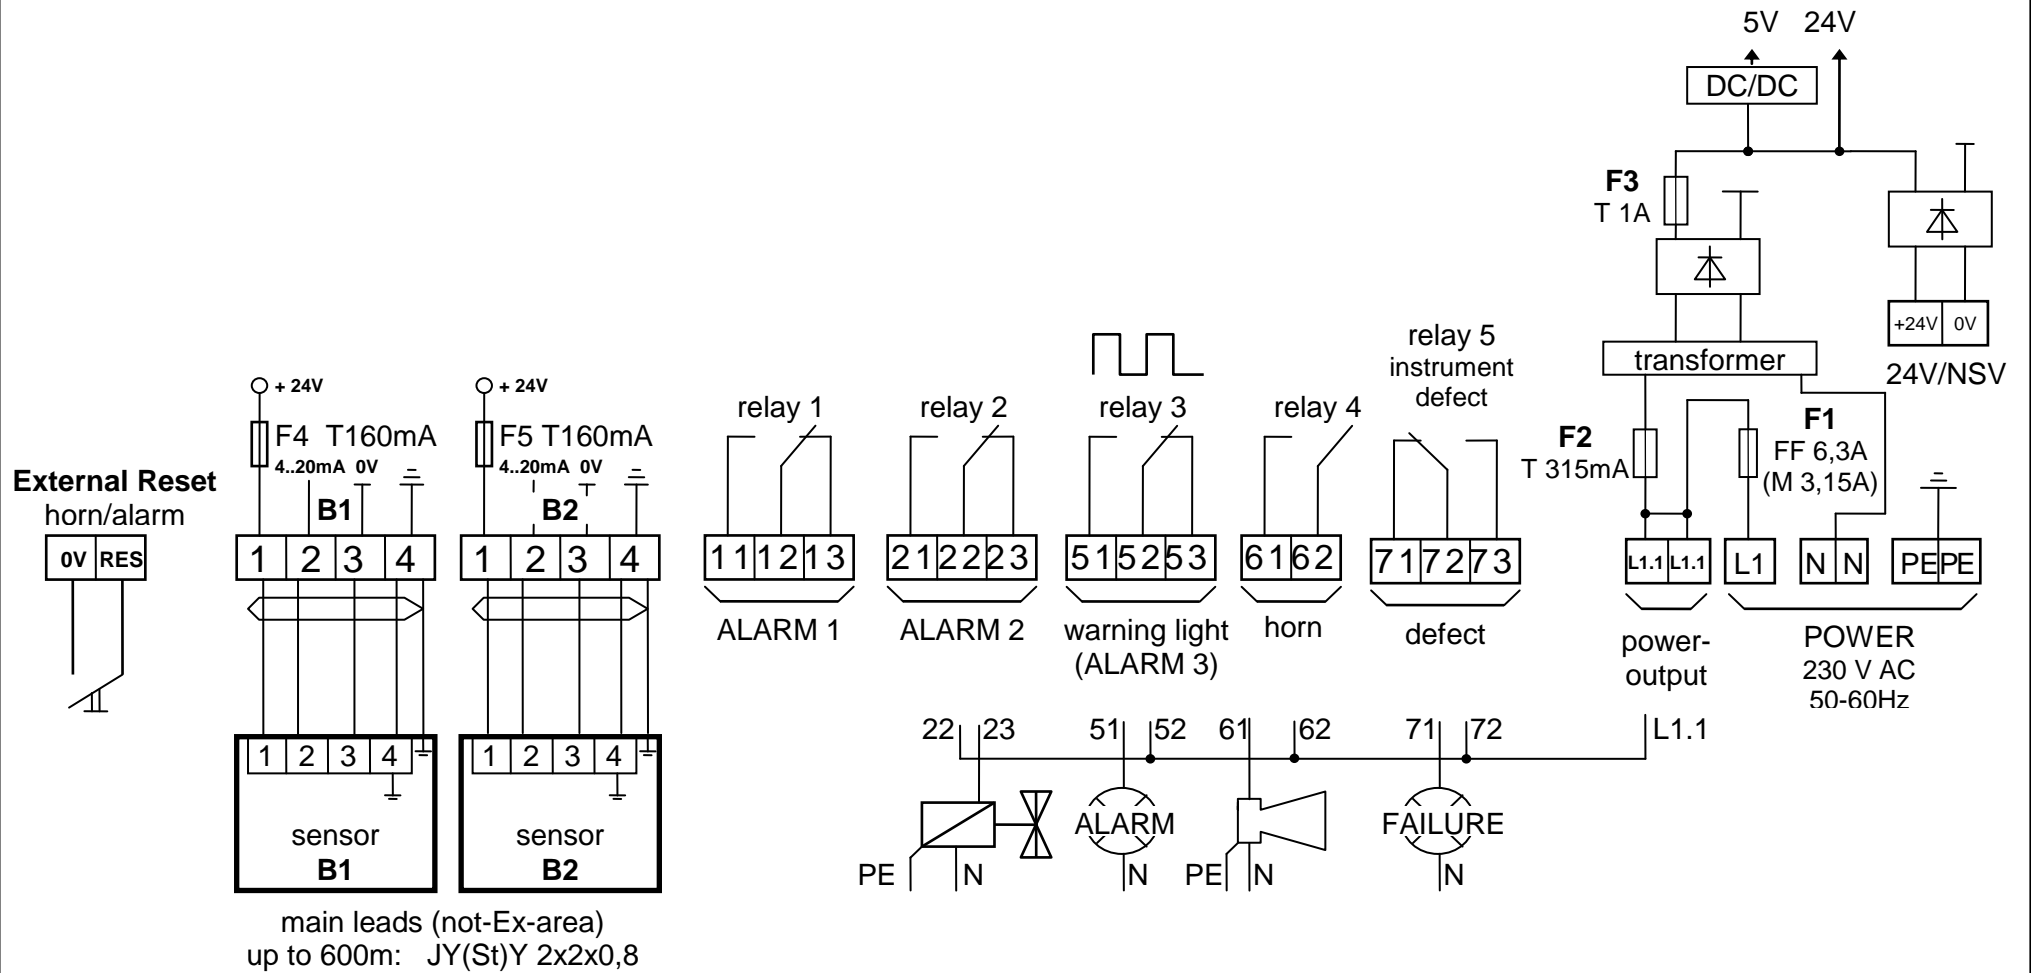 5V 24V
DC/DC
F3
T 1A
+24V 0V
24V/NSV
transformer
F1
FF 6,3A
(M 3,15A)
F2
T 315mA
L1.1 L1.1 L1 N N PE PE
power-
output
POWER
230 V AC
50-60Hz
External Reset
horn/alarm
0V RES
+ 24V
F4 T160mA
4..20mA 0V
B1
1 2 3 4
+ 24V
F5 T160mA
4..20mA 0V
B2
1 2 3 4
relay 1
11 12 13
ALARM 1
relay 2
21 22 23
ALARM 2
relay 3
51 52 53
warning light
(ALARM 3)
relay 4
61 62
horn
relay 5
instrument
defect
71 72 73
defect
1 2 3 4
sensor
B1
1 2 3 4
sensor
B2
main leads (not-Ex-area)
up to 600m: JY(St)Y 2x2x0,8
22 23 51 52 61 62 71 72 L1.1
ALARM
FAILURE
PE N N PE N N